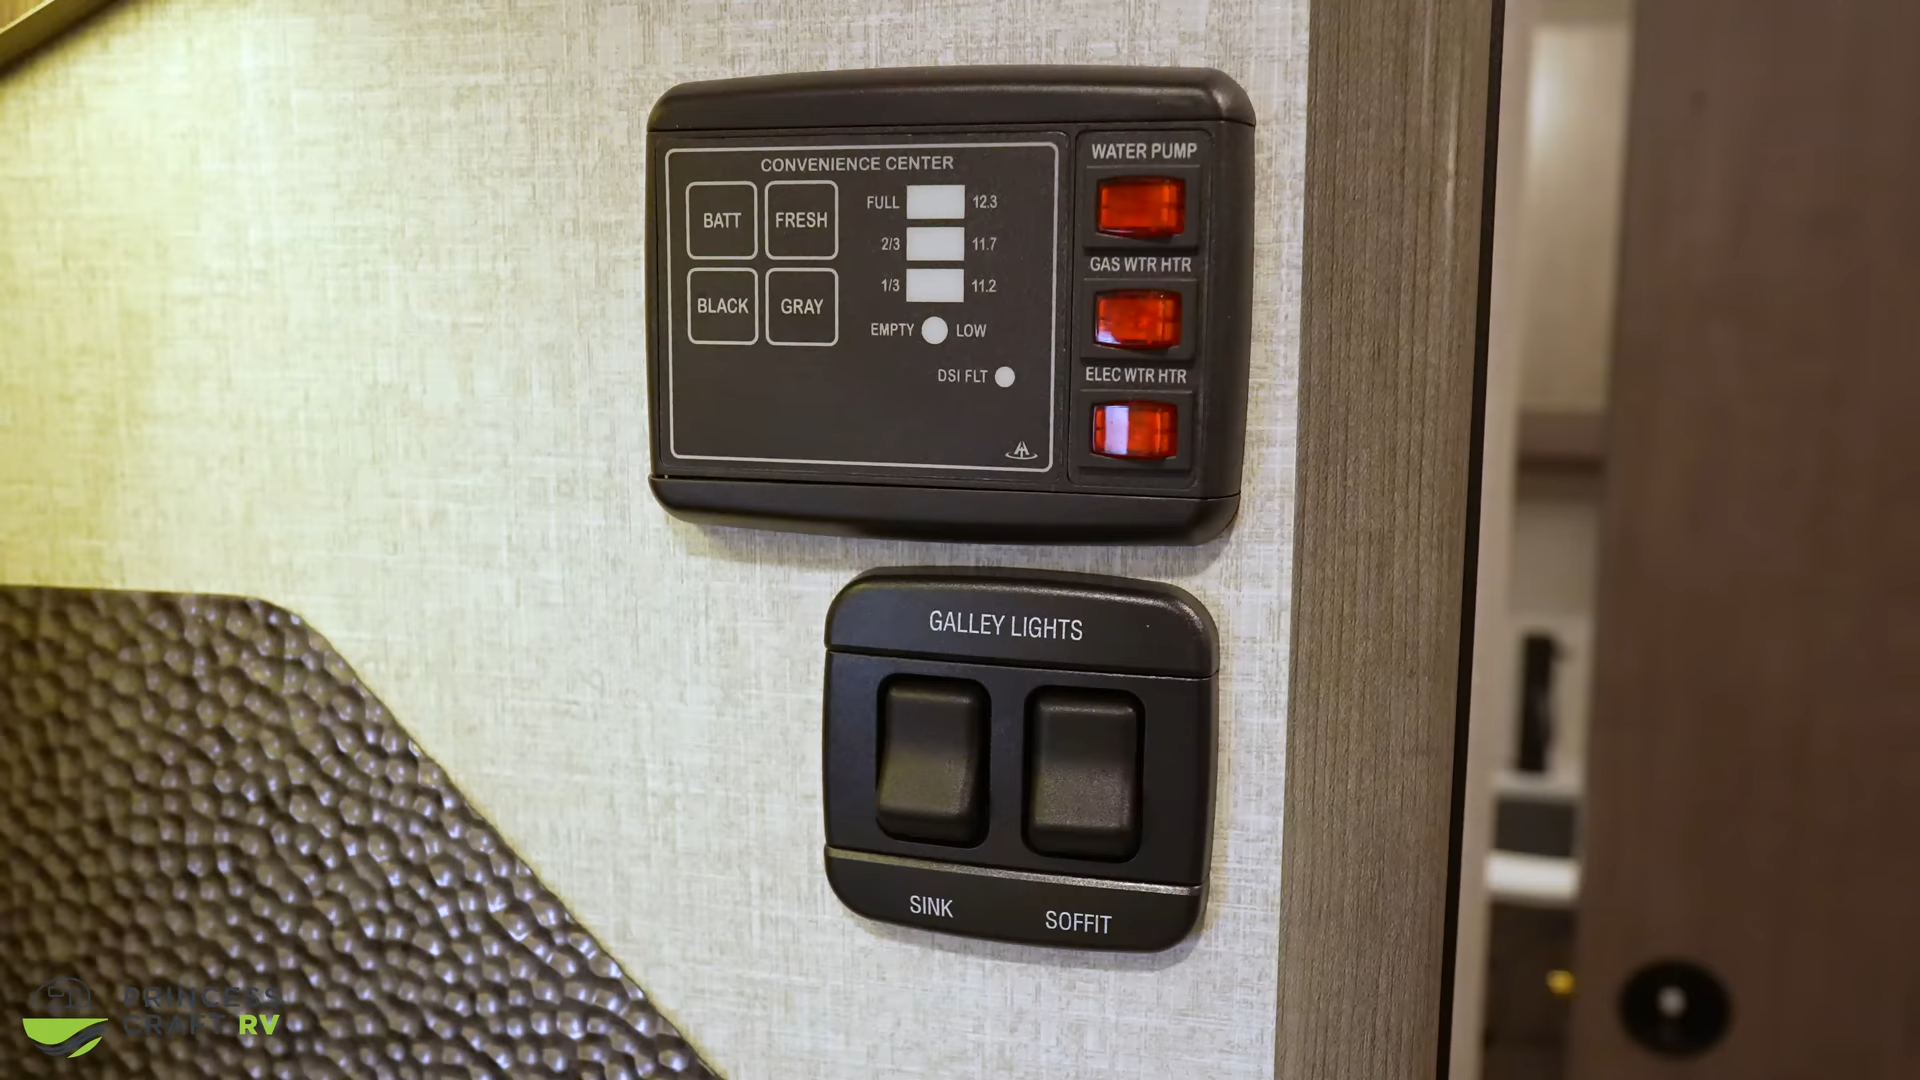 CONVENIENCE CENTER
BATT FRESH
BLACK GRAY
FULL 12.3
2/3 11.7
1/3 11.2
EMPTY LOW
DSI FLT
WATER PUMP
GAS WTR HTR
ELEC WTR HTR
GALLEY LIGHTS
SINK SOFFIT
PRINCESS
CRAFT RV